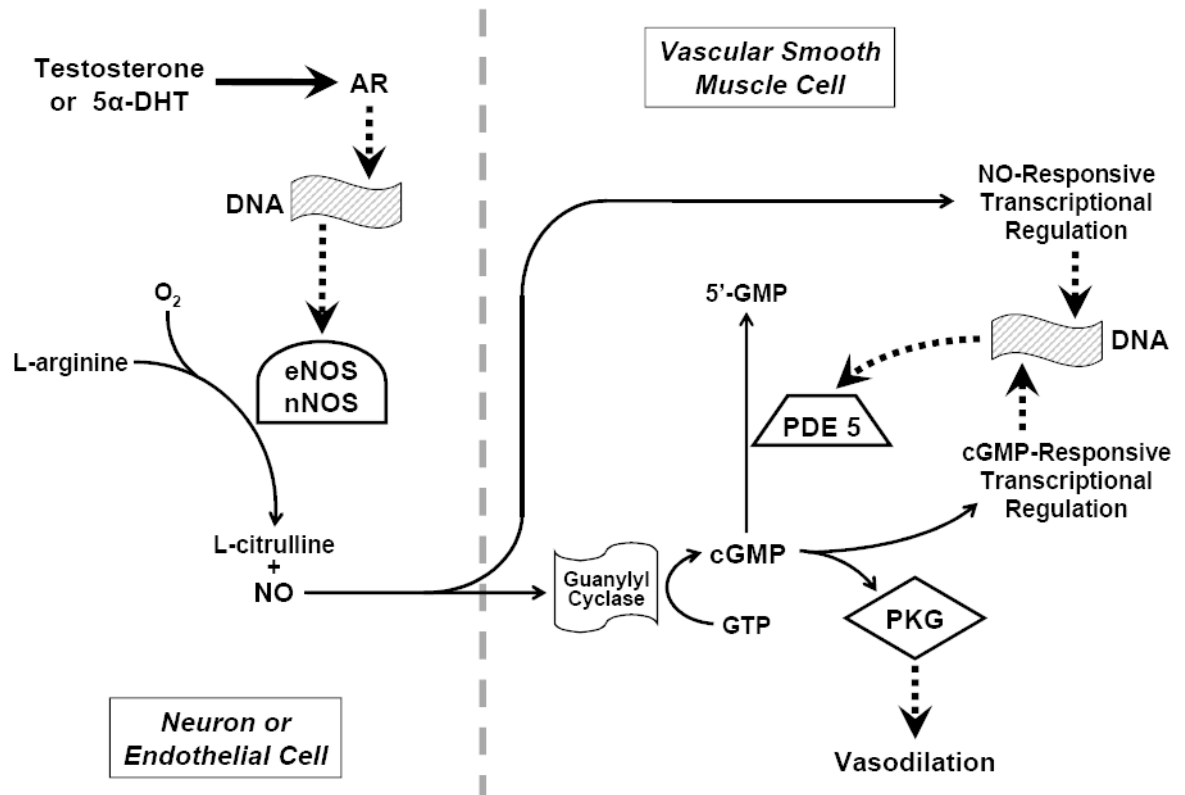 Testosterone
or 5α-DHT
AR
DNA
O₂
L-arginine
eNOS
nNOS
L-citrulline
+
NO
Neuron or
Endothelial Cell
Vascular Smooth
Muscle Cell
NO-Responsive
Transcriptional
Regulation
5’-GMP
DNA
PDE 5
cGMP-Responsive
Transcriptional
Regulation
cGMP
Guanylyl
Cyclase
GTP
PKG
Vasodilation